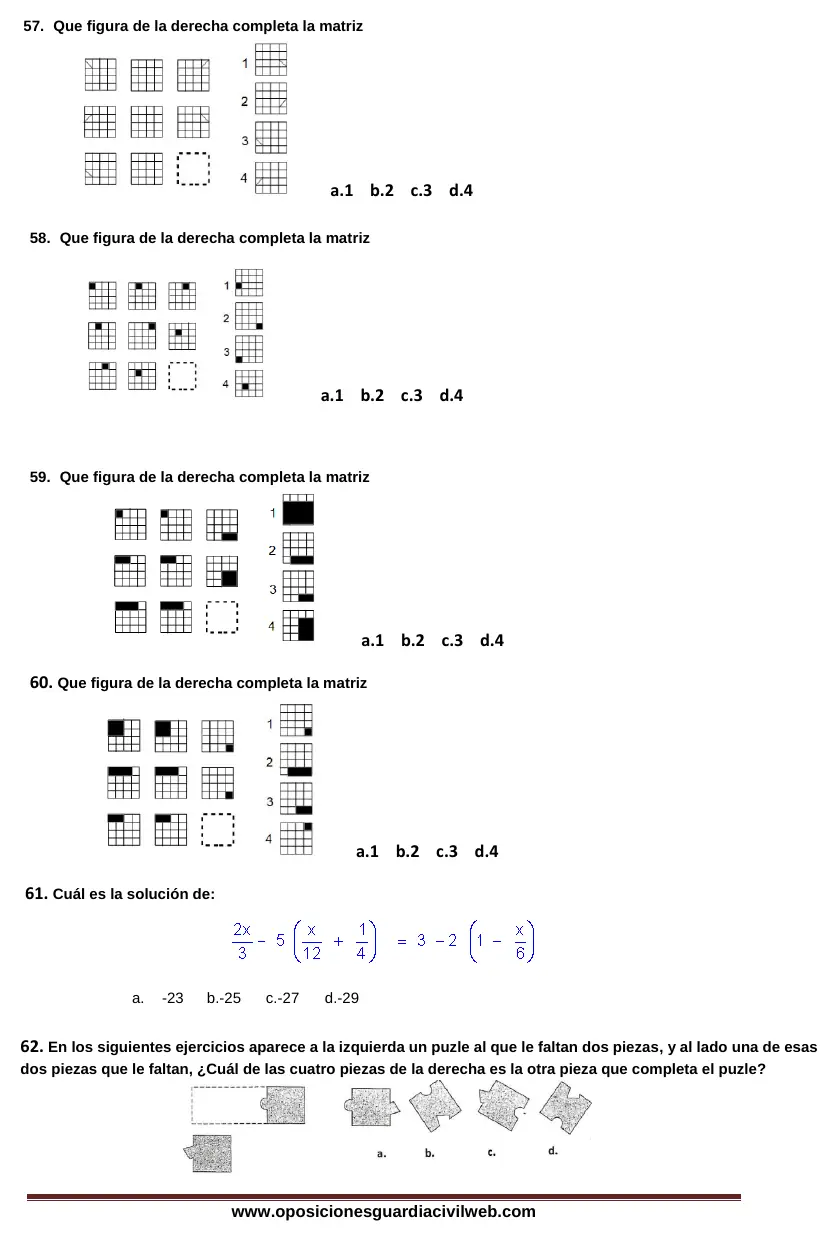 57. Que figura de la derecha completa la matriz
1
2
3
4
a.1 b.2 c.3 d.4
58. Que figura de la derecha completa la matriz
1
2
3
4
a.1 b.2 c.3 d.4
59. Que figura de la derecha completa la matriz
1
2
3
4
a.1 b.2 c.3 d.4
60. Que figura de la derecha completa la matriz
1
2
3
4
a.1 b.2 c.3 d.4
61. Cuál es la solución de:
2x/3 - 5 (x/12 + 1/4) = 3 - 2 (1 - x/6)
a. -23 b.-25 c.-27 d.-29
62. En los siguientes ejercicios aparece a la izquierda un puzle al que le faltan dos piezas, y al lado una de esas
dos piezas que le faltan, ¿Cuál de las cuatro piezas de la derecha es la otra pieza que completa el puzle?
a. b. c. d.
www.oposicionesguardiacivilweb.com